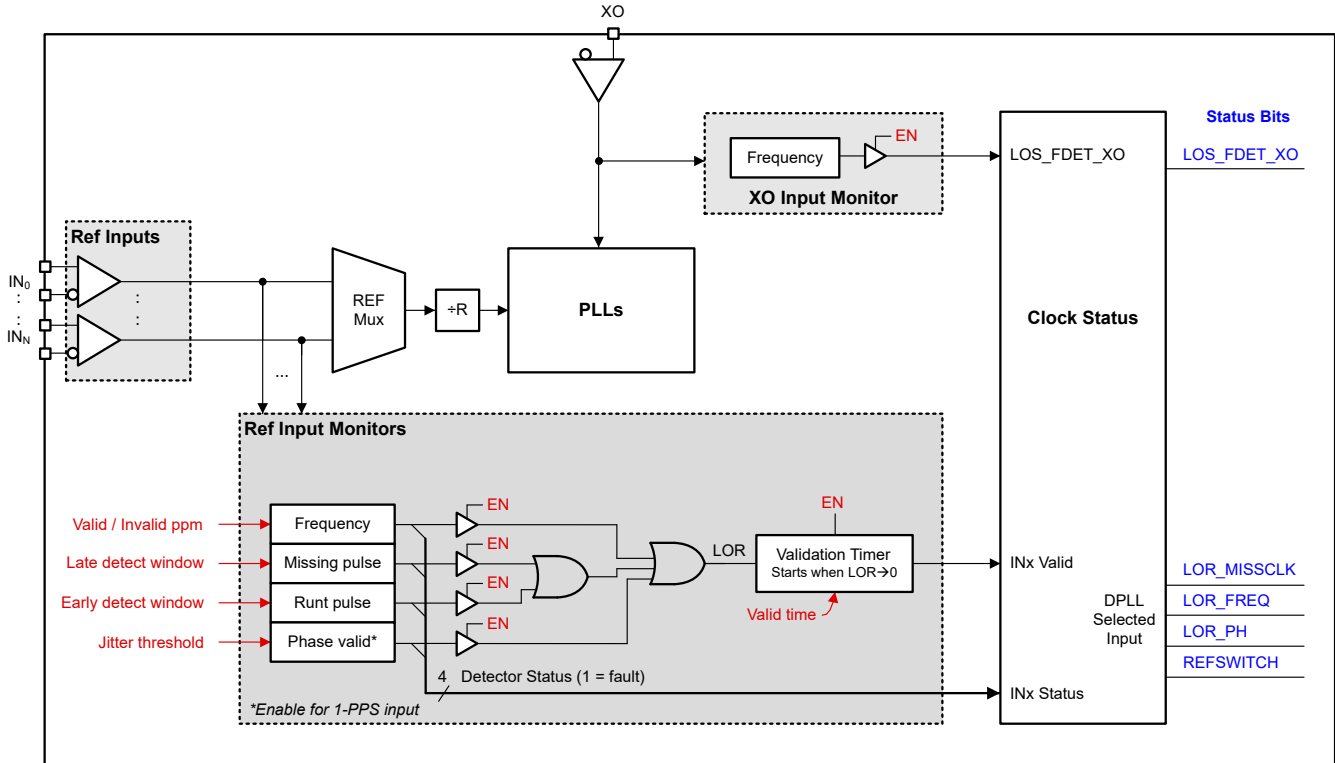 XO
Status Bits
EN
Frequency
LOS_FDET_XO
LOS_FDET_XO
XO Input Monitor
Ref Inputs
IN0
:
:
INN
:
:
:
:
REF
Mux
÷R
PLLs
Clock Status
...
Ref Input Monitors
Valid / Invalid ppm
Frequency
EN
EN
Late detect window
Missing pulse
EN
LOR
Validation Timer
Starts when LOR→0
INx Valid
LOR_MISSCLK
Early detect window
Runt pulse
EN
Valid time
DPLL
Selected
Input
LOR_FREQ
Jitter threshold
Phase valid*
EN
LOR_PH
REFSWITCH
4 Detector Status (1 = fault)
INx Status
*Enable for 1-PPS input